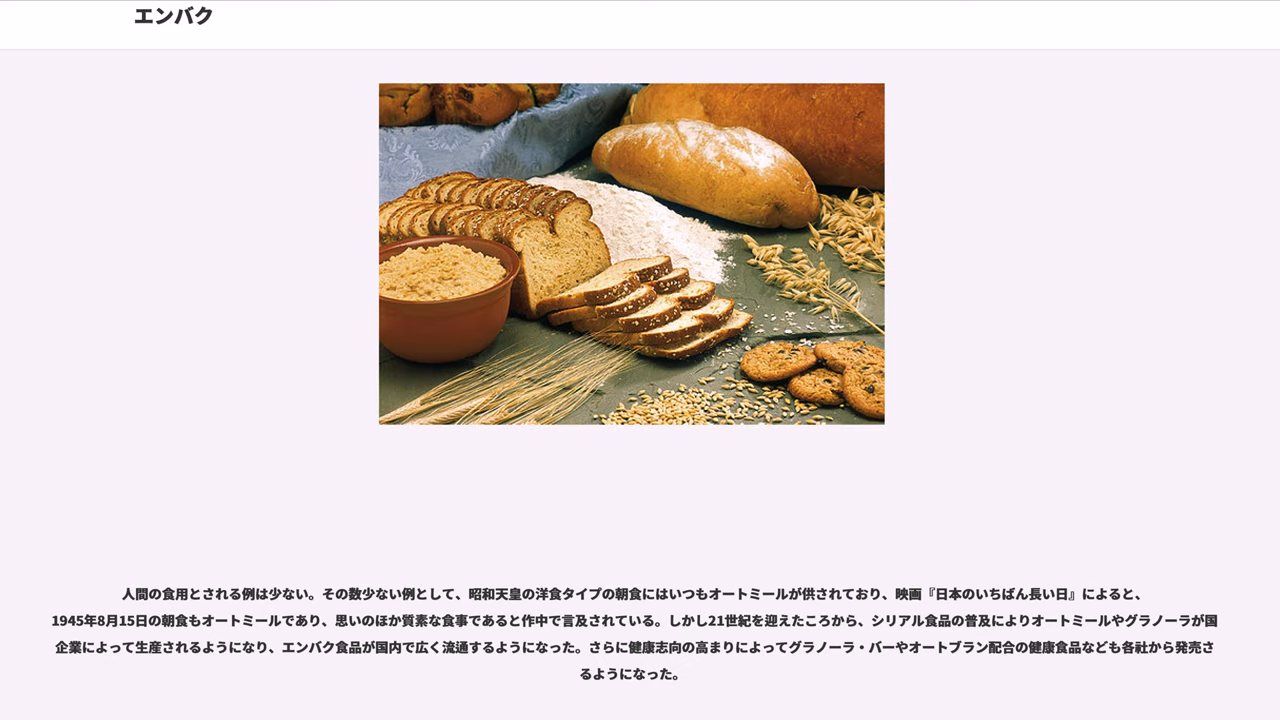 エンバク
人間の食用とされる例は少ない。その数少ない例として、昭和天皇の洋食タイプの朝食にはいつもオートミールが供されており、映画『日本のいちばん長い日』によると、
1945年8月15日の朝食もオートミールであり、思いのほか質素な食事であると作中で言及されている。しかし21世紀を迎えたころから、シリアル食品の普及によりオートミールやグラノーラが国
企業によって生産されるようになり、エンバク食品が国内で広く流通するようになった。さらに健康志向の高まりによってグラノーラ・バーやオートブラン配合の健康食品なども各社から発売さ
るようになった。